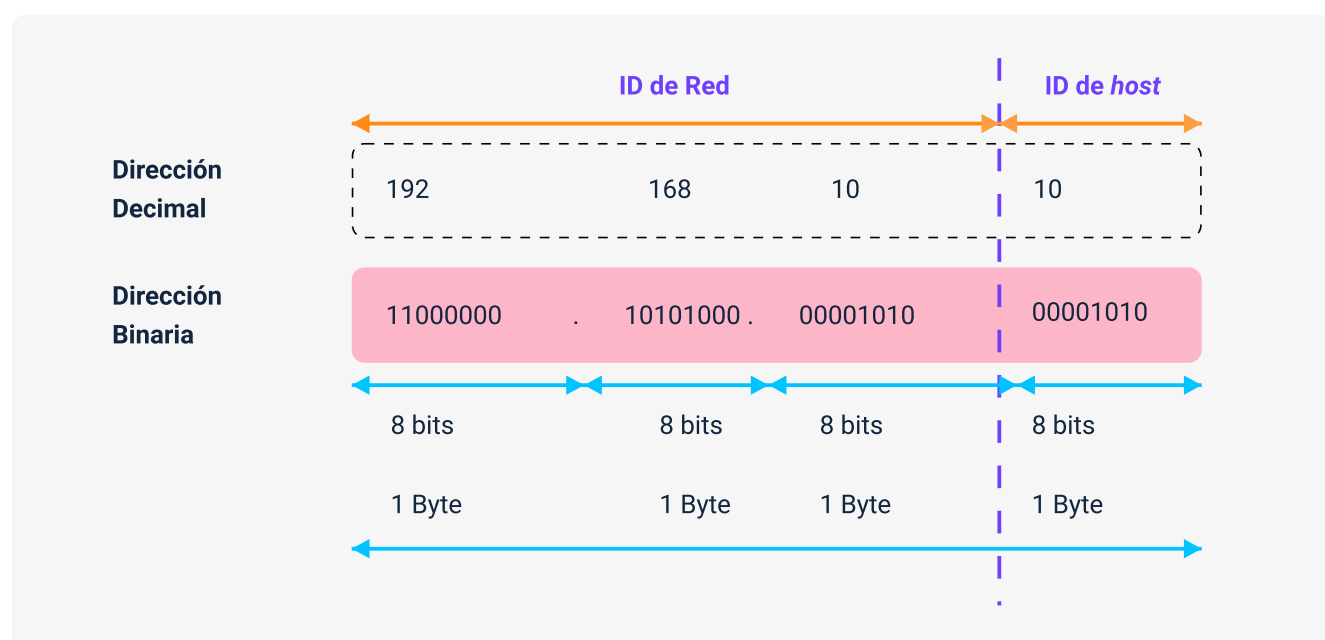 ID de Red ID de host
Dirección
Decimal
192 168 10 10
Dirección
Binaria
11000000 . 10101000 . 00001010 00001010
8 bits 8 bits 8 bits 8 bits
1 Byte 1 Byte 1 Byte 1 Byte